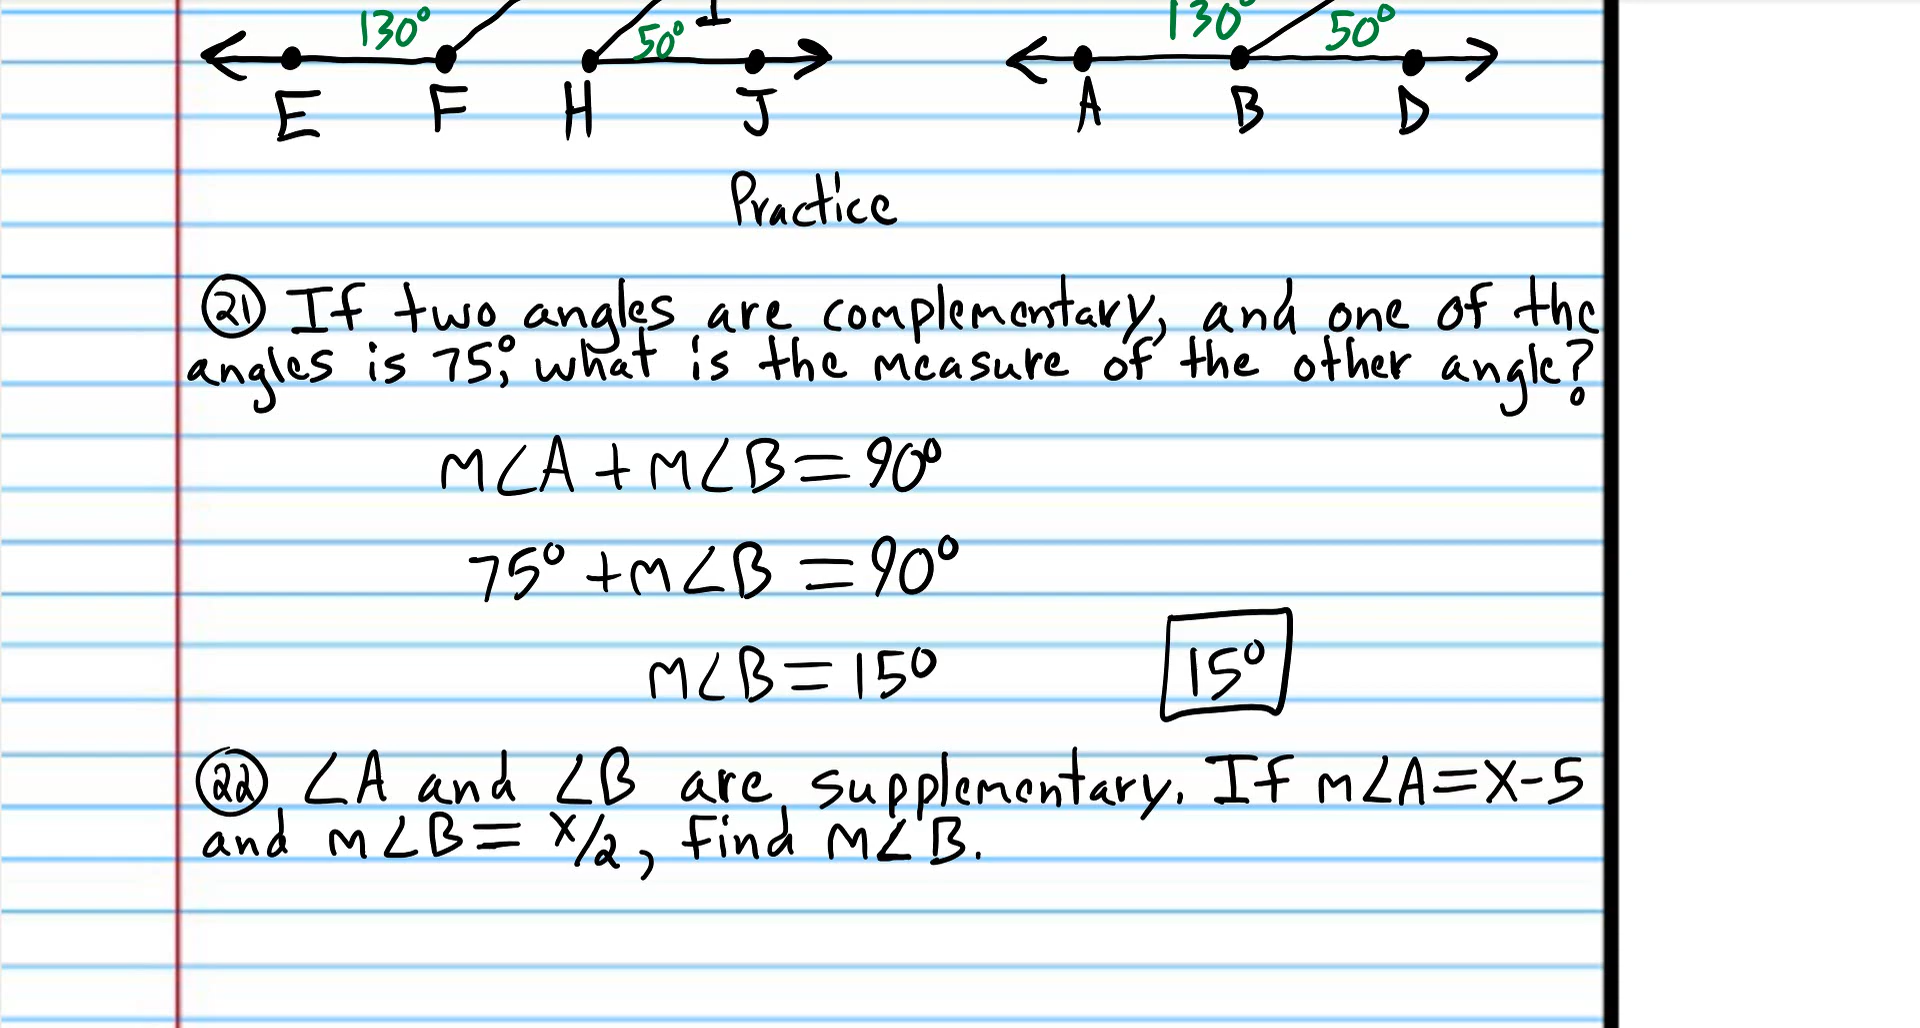 130° 50° I 130° 50°
E F H J A B D
Practice
21 If two angles are complementary, and one of the
angles is 75°, what is the measure of the other angle?
m∠A + m∠B = 90°
75° + m∠B = 90°
m∠B = 15° 15°
22 ∠A and ∠B are supplementary. If m∠A = x-5
and m∠B = x/2, find m∠B.